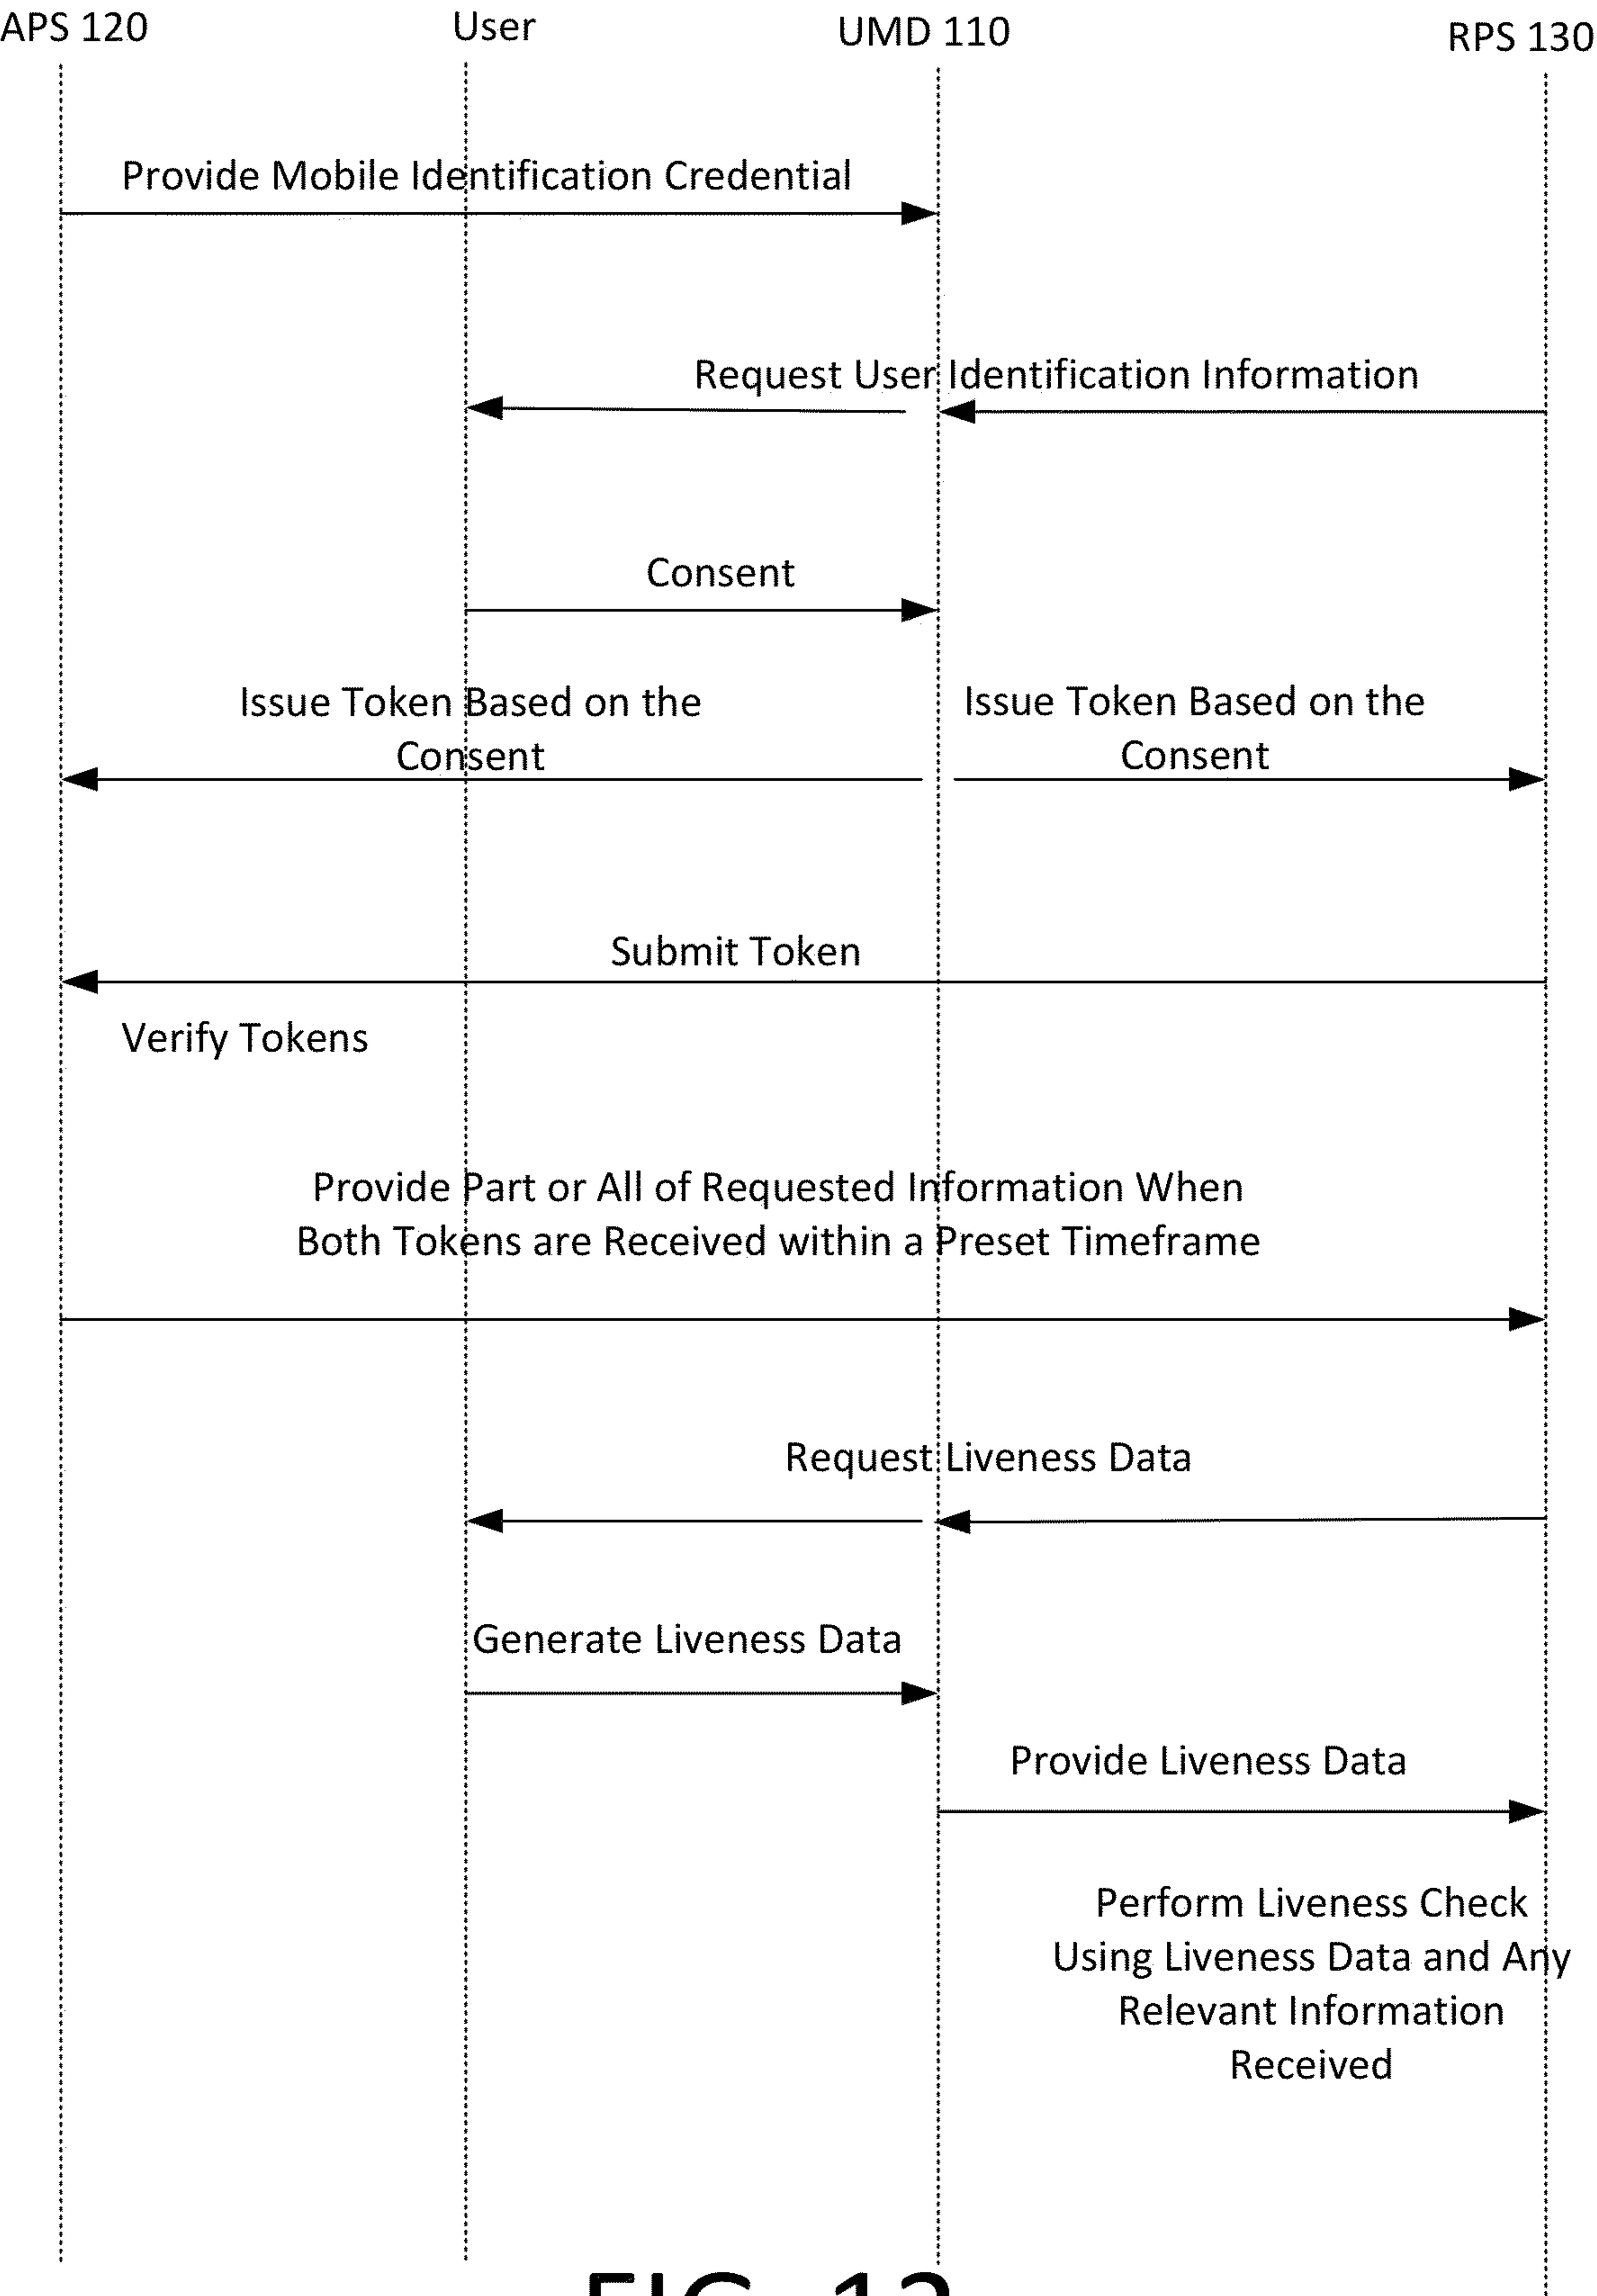 APS 120
User
UMD 110
RPS 130
Provide Mobile Identification Credential
Request User Identification Information
Consent
Issue Token Based on the
Consent
Issue Token Based on the
Consent
Submit Token
Verify Tokens
Provide Part or All of Requested Information When
Both Tokens are Received within a Preset Timeframe
Request Liveness Data
Generate Liveness Data
Provide Liveness Data
Perform Liveness Check
Using Liveness Data and Any
Relevant Information
Received